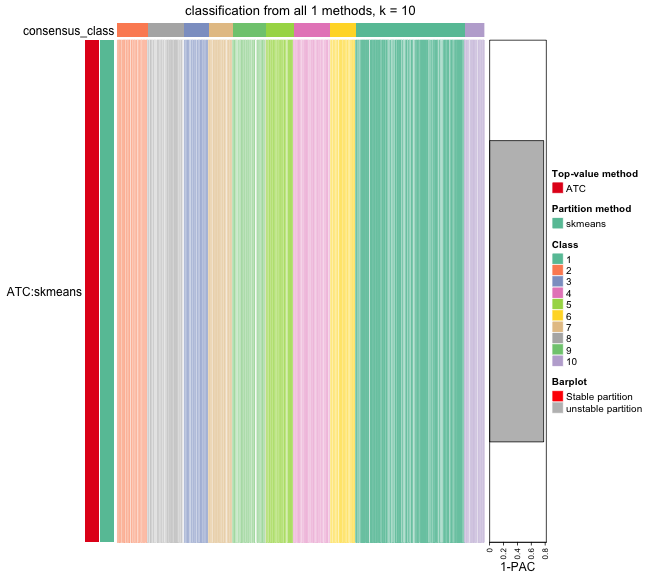 classification from all 1 methods, k = 10
consensus_class
ATC:skmeans
0
0.2
0.4
0.6
0.8
1-PAC
Top-value method
ATC
Partition method
skmeans
Class
1
2
3
4
5
6
7
8
9
10
Barplot
Stable partition
unstable partition